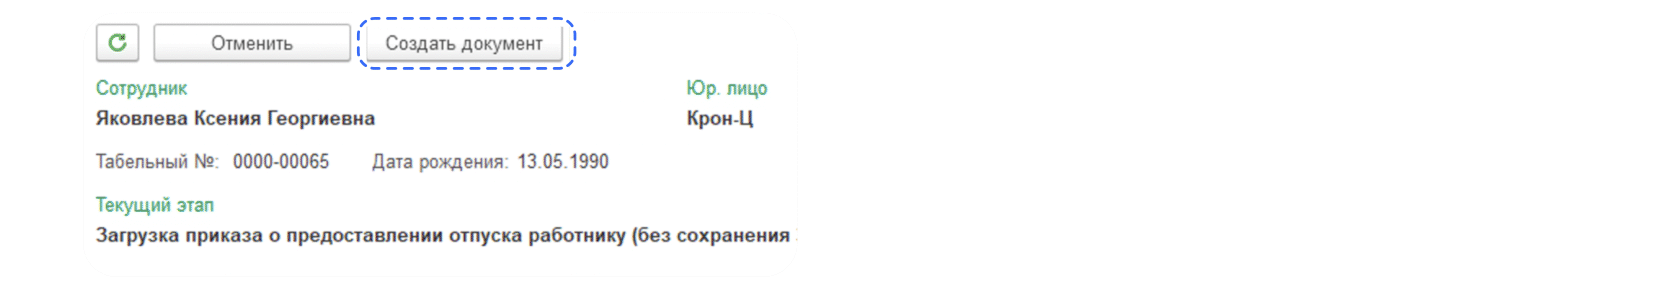 Отменить Создать документ
Сотрудник Юр. лицо
Яковлева Ксения Георгиевна Крон-Ц
Табельный №: 0000-00065 Дата рождения: 13.05.1990
Текущий этап
Загрузка приказа о предоставлении отпуска работнику (без сохранения